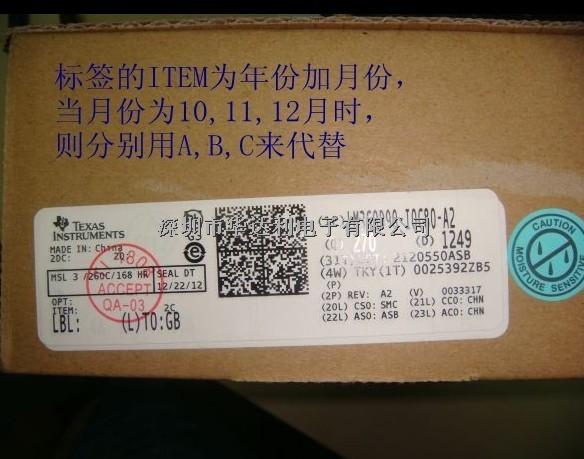 标签的ITEM为年份加月份，
当月份为10,11,12月时，
则分别用A,B,C来代替
深圳市华达利电子有限公司
TEXAS
INSTRUMENTS
MADE IN: China
2DC: 2Q:
MSL 3 /260C/168 HR SEAL DT
12/22/12
OPT:
ITEM:
2C
LBL: (L)TO:GB
ACCEPT
QA-03
(Q) 270 (D) 1249
2120550ASB
(4W) TKY(1T) 0025392ZB5
(P)
(2P) REV: A2 (V) 0033317
(20L) CSO: SMC (21L) CCO: CHN
(22L) ASO: ASB (23L) ACO: CHN
MOISTURE
SENSITIVE